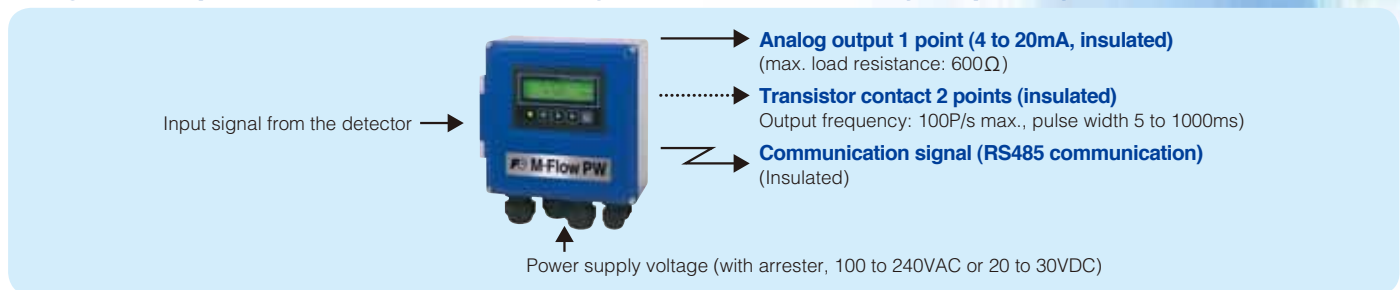 Analog output 1 point (4 to 20mA, insulated)
(max. load resistance: 600Ω)
Transistor contact 2 points (insulated)
Output frequency: 100P/s max., pulse width 5 to 1000ms)
Input signal from the detector
Communication signal (RS485 communication)
(Insulated)
M-Flow PW
Power supply voltage (with arrester, 100 to 240VAC or 20 to 30VDC)